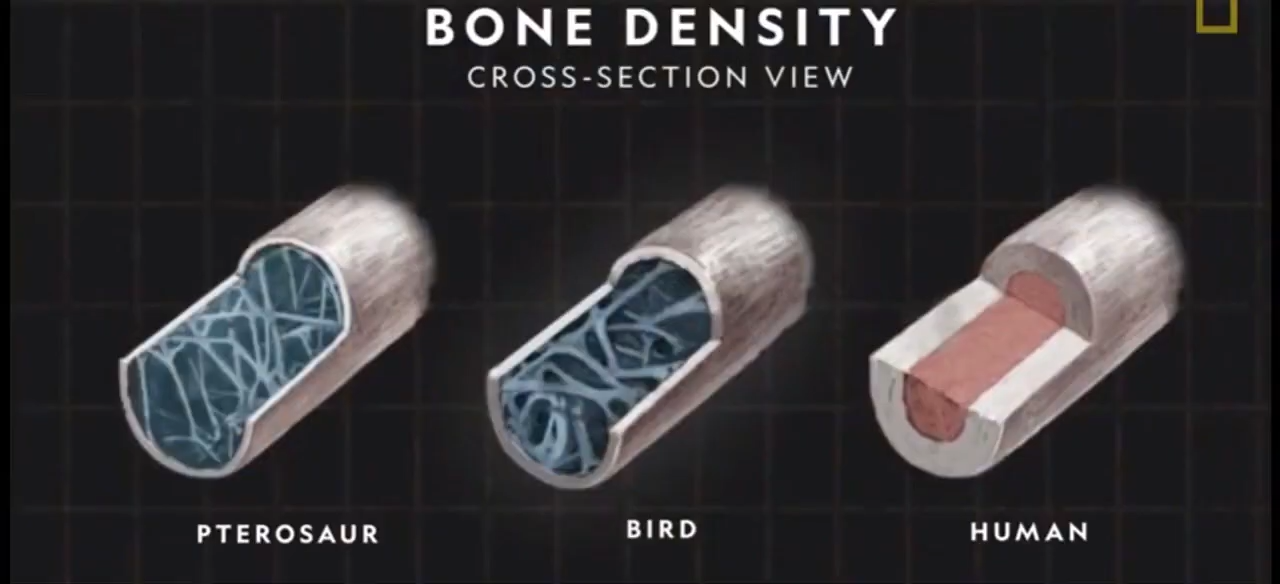 BONE DENSITY
CROSS-SECTION VIEW
PTEROSAUR
BIRD
HUMAN